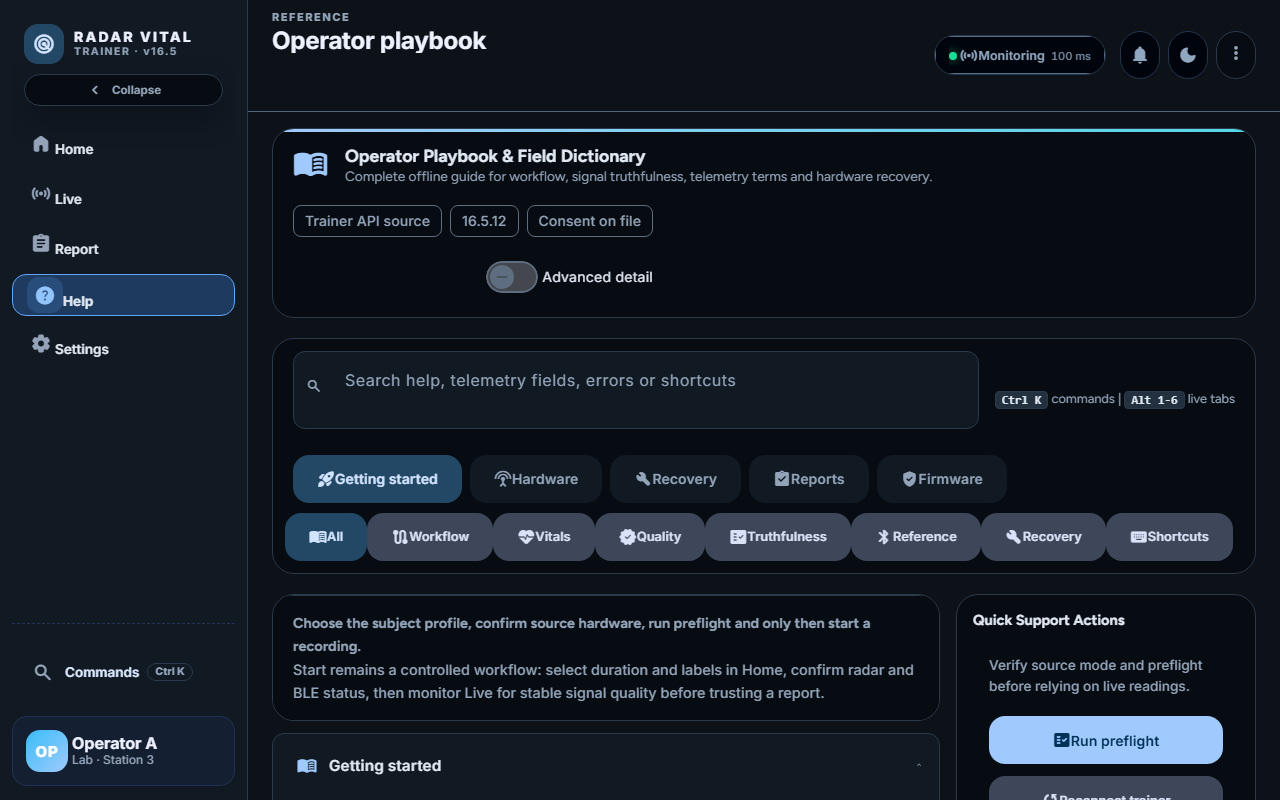 RADAR VITAL
TRAINER · v16.5
Collapse
Home
Live
Report
Help
Settings
Commands Ctrl K
OP
Operator A
Lab · Station 3
REFERENCE
Operator playbook
Monitoring 100 ms
Operator Playbook & Field Dictionary
Complete offline guide for workflow, signal truthfulness, telemetry terms and hardware recovery.
Trainer API source 16.5.12 Consent on file
Advanced detail
Search help, telemetry fields, errors or shortcuts
Ctrl K commands | Alt 1-6 live tabs
Getting started Hardware Recovery Reports Firmware
All Workflow Vitals Quality Truthfulness Reference Recovery Shortcuts
Choose the subject profile, confirm source hardware, run preflight and only then start a
recording.
Start remains a controlled workflow: select duration and labels in Home, confirm radar and
BLE status, then monitor Live for stable signal quality before trusting a report.
Getting started
Quick Support Actions
Verify source mode and preflight
before relying on live readings.
Run preflight
Reconnect trainer